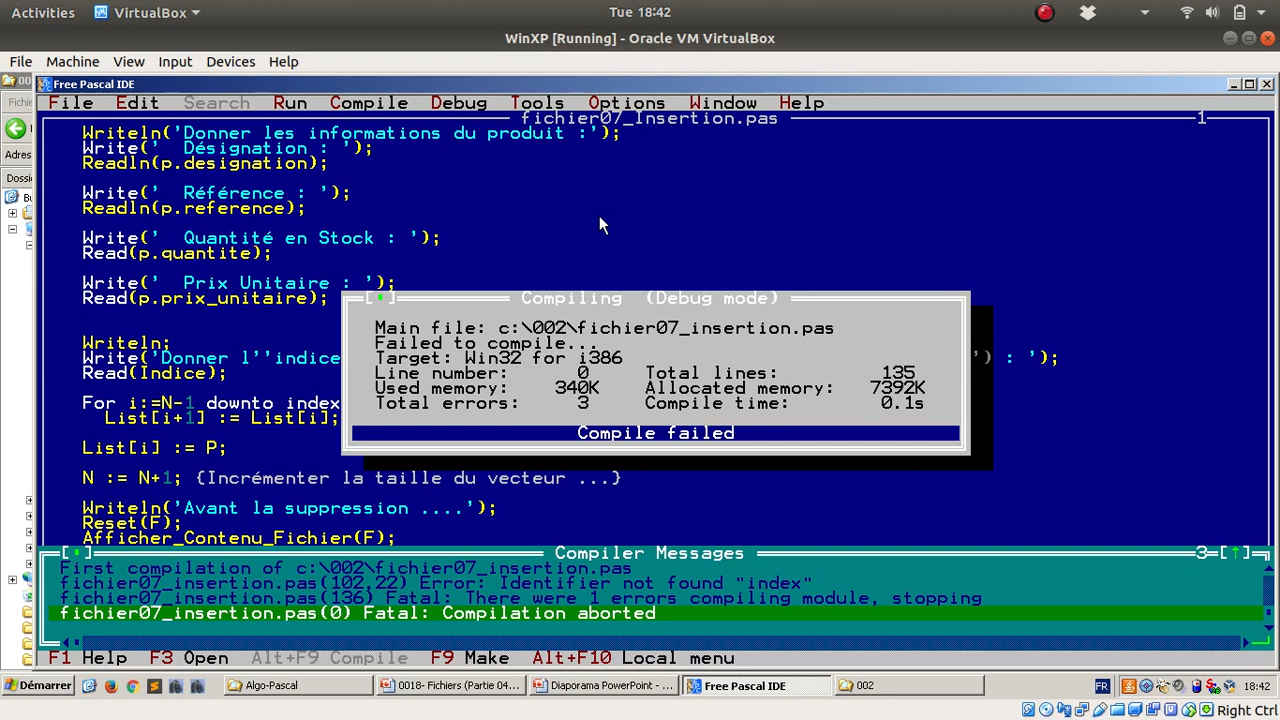 Activities VirtualBox Tue 18:42
WinXP [Running] - Oracle VM VirtualBox
File Machine View Input Devices Help
00 Free Pascal IDE
Fichie File Edit Search Run Compile Debug Tools Options Window Help
fichier07_Insertion.pas 1
Writeln('Donner les informations du produit :');
Write('  Désignation : ');
Adres
Readln(p.designation);
Dossie
Write('  Référence : ');
Bu
Readln(p.reference);
Write('  Quantité en Stock : ');
Read(p.quantite);
Write('  Prix Unitaire : ');
Read(p.prix_unitaire);
Writeln;
Write('Donner l''indice ') : ');
Read(Indice);
For i:=N-1 downto index
List[i+1] := List[i];
List[i] := P;
N := N+1; {Incrémenter la taille du vecteur ...}
Writeln('Avant la suppression ....');
Reset(F);
Afficher_Contenu_Fichier(F);
Compiling (Debug mode)
Main file: c:\002\fichier07_insertion.pas
Failed to compile...
Target: Win32 for i386
Line number: 0 Total lines: 135
Used memory: 340K Allocated memory: 7392K
Total errors: 3 Compile time: 0.1s
Compile failed
Compiler Messages 3
First compilation of c:\002\fichier07_insertion.pas
fichier07_insertion.pas(102,22) Error: Identifier not found "index"
fichier07_insertion.pas(136) Fatal: There were 1 errors compiling module, stopping
fichier07_insertion.pas(0) Fatal: Compilation aborted
F1 Help F3 Open Alt+F9 Compile F9 Make Alt+F10 Local menu
Démarrer Algo-Pascal 0018- Fichiers (Partie 04... Diaporama PowerPoint - ... Free Pascal IDE 002 FR 18:42
Right Ctrl